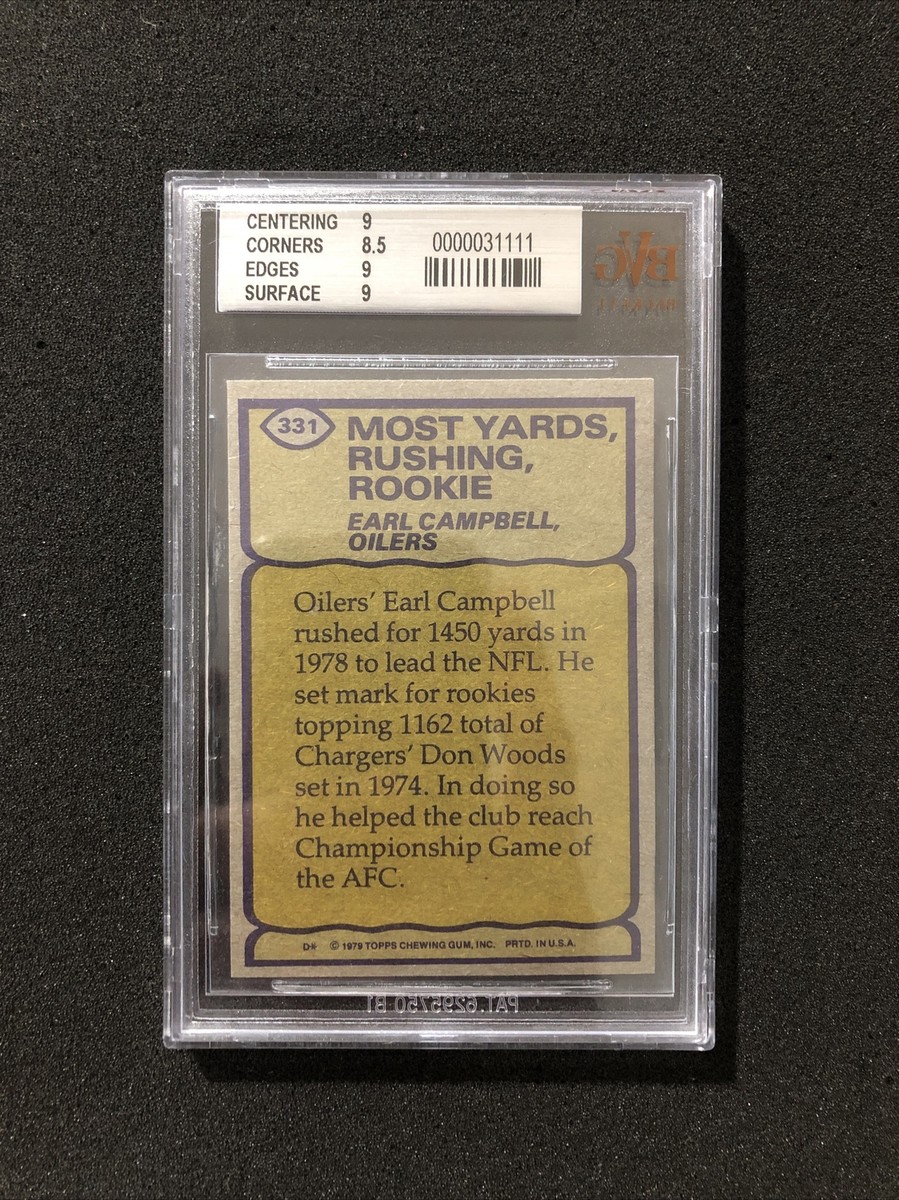 CENTERING 9
CORNERS 8.5
EDGES 9
SURFACE 9
0000031111
BVG
331
MOST YARDS,
RUSHING,
ROOKIE
EARL CAMPBELL,
OILERS
Oilers’ Earl Campbell
rushed for 1450 yards in
1978 to lead the NFL. He
set mark for rookies
topping 1162 total of
Chargers’ Don Woods
set in 1974. In doing so
he helped the club reach
Championship Game of
the AFC.
D* © 1979 TOPPS CHEWING GUM, INC. PRTD. IN U.S.A.
PAT. 6295750 B1